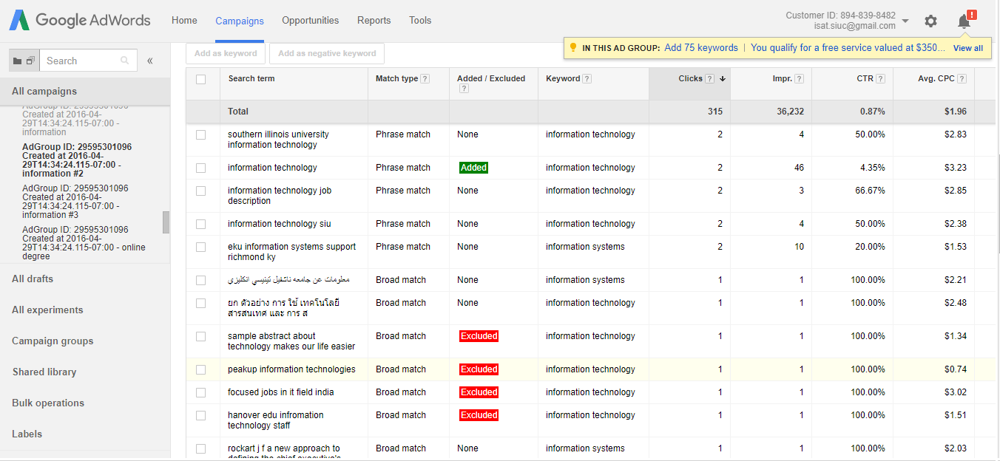 Google AdWords
Home Campaigns Opportunities Reports Tools
Customer ID: 894-839-8482
isat.siuc@gmail.com
!
IN THIS AD GROUP: Add 75 keywords | You qualify for a free service valued at $350... View all
Search «
Add as keyword Add as negative keyword
All campaigns
Created at 2016-04-
29T14:34:24.115-07:00 -
information
AdGroup ID: 29595301096
Created at 2016-04-
29T14:34:24.115-07:00 -
information #2
AdGroup ID: 29595301096
Created at 2016-04-
29T14:34:24.115-07:00 -
information #3
AdGroup ID: 29595301096
Created at 2016-04-
29T14:34:24.115-07:00 - online
degree
All drafts
All experiments
Campaign groups
Shared library
Bulk operations
Labels
Search term Match type ? Added / Excluded ? Keyword ? Clicks ? Impr. ? CTR ? Avg. CPC ?
Total 315 36,232 0.87% $1.96
southern illinois university Phrase match None information technology 2 4 50.00% $2.83
information technology
information technology Phrase match Added information technology 2 46 4.35% $3.23
information technology job Phrase match None information technology 2 3 66.67% $2.85
description
information technology siu Phrase match None information technology 2 4 50.00% $2.38
eku information systems support Phrase match None information systems 2 10 20.00% $1.53
richmond ky
معلومات عن جامعه ناشفيل تينيسي انكليزي Broad match None information systems 1 1 100.00% $2.21
ยก ตัวอย่าง การ ใช้ เทคโนโลยี Broad match None information technology 1 1 100.00% $2.48
สารสนเทศ และ การ ส
sample abstract about Broad match Excluded information technology 1 1 100.00% $1.34
technology makes our life easier
peakup information technologies Broad match Excluded information technology 1 1 100.00% $0.74
focused jobs in it field india Broad match Excluded information technology 1 1 100.00% $3.02
hanover edu infromation Broad match Excluded information technology 1 1 100.00% $1.51
technology staff
rockart j f a new approach to Broad match None information systems 1 1 100.00% $2.03
defining the chief executive's